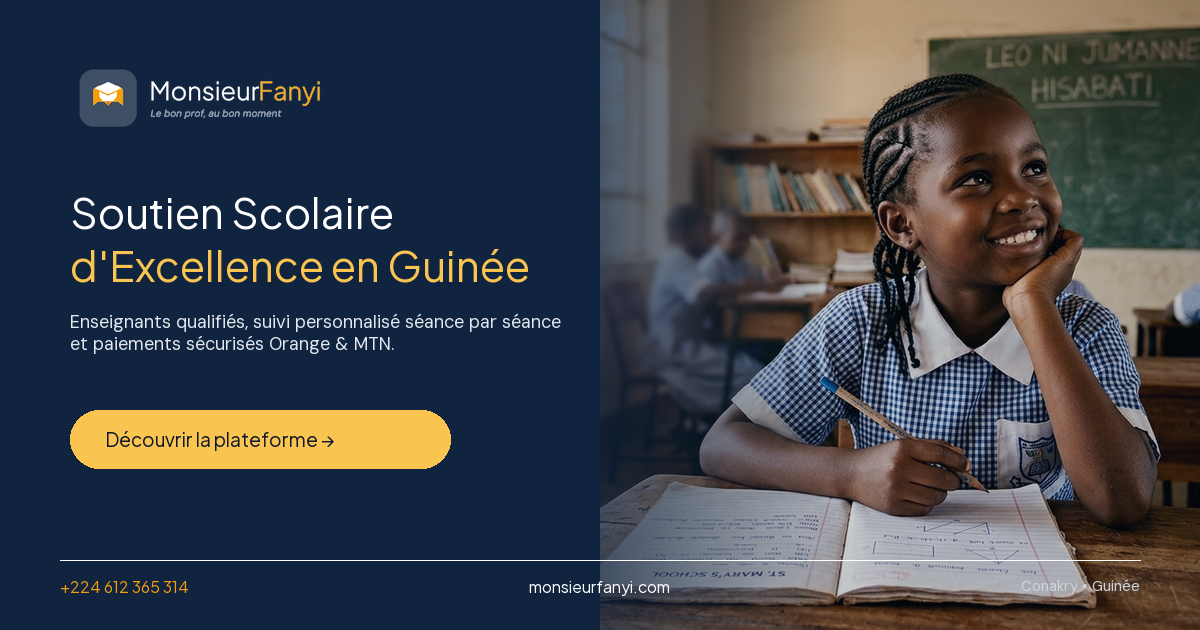 MonsieurFanyi
Le bon prof, au bon moment
Soutien Scolaire
d'Excellence en Guinée
Enseignants qualifiés, suivi personnalisé séance par séance
et paiements sécurisés Orange & MTN.
Découvrir la plateforme →
LEO NI JUMANNE
HISABATI.
ST. MARY'S SCHOOL
+224 612 365 314
monsieurfanyi.com
Conakry • Guinée